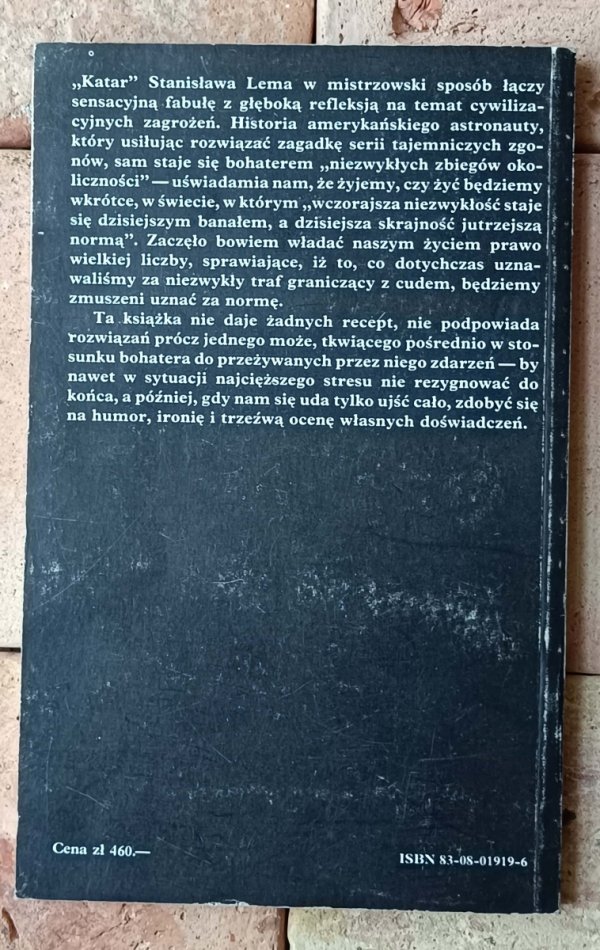 „Katar” Stanisława Lema w mistrzowski sposób łączy
sensacyjną fabułę z głęboką refleksją na temat cywiliza-
cyjnych zagrożeń. Historia amerykańskiego astronauty,
który usiłując rozwiązać zagadkę serii tajemniczych zgo-
nów, sam staje się bohaterem „niezwykłych zbiegów oko-
liczności” — uświadamia nam, że żyjemy, czy żyć będziemy
wkrótce, w świecie, w którym „wczorajsza niezwykłość staje
się dzisiejszym banałem, a dzisiejsza skrajność jutrzejszą
normą”. Zaczęło bowiem władać naszym życiem prawo
wielkiej liczby, sprawiające, iż to, co dotychczas uzna-
waliśmy za niezwykły traf graniczący z cudem, będziemy
zmuszeni uznać za normę.
Ta książka nie daje żadnych recept, nie podpowiada
rozwiązań prócz jednego może, tkwiącego pośrednio w sto-
sunku bohatera do przeżywanych przez niego zdarzeń — by
nawet w sytuacji najcięższego stresu nie rezygnować do
końca, a później, gdy nam się uda tylko ujść cało, zdobyć się
na humor, ironię i trzeźwą ocenę własnych doświadczeń.
Cena zł 460.—
ISBN 83-08-01919-6